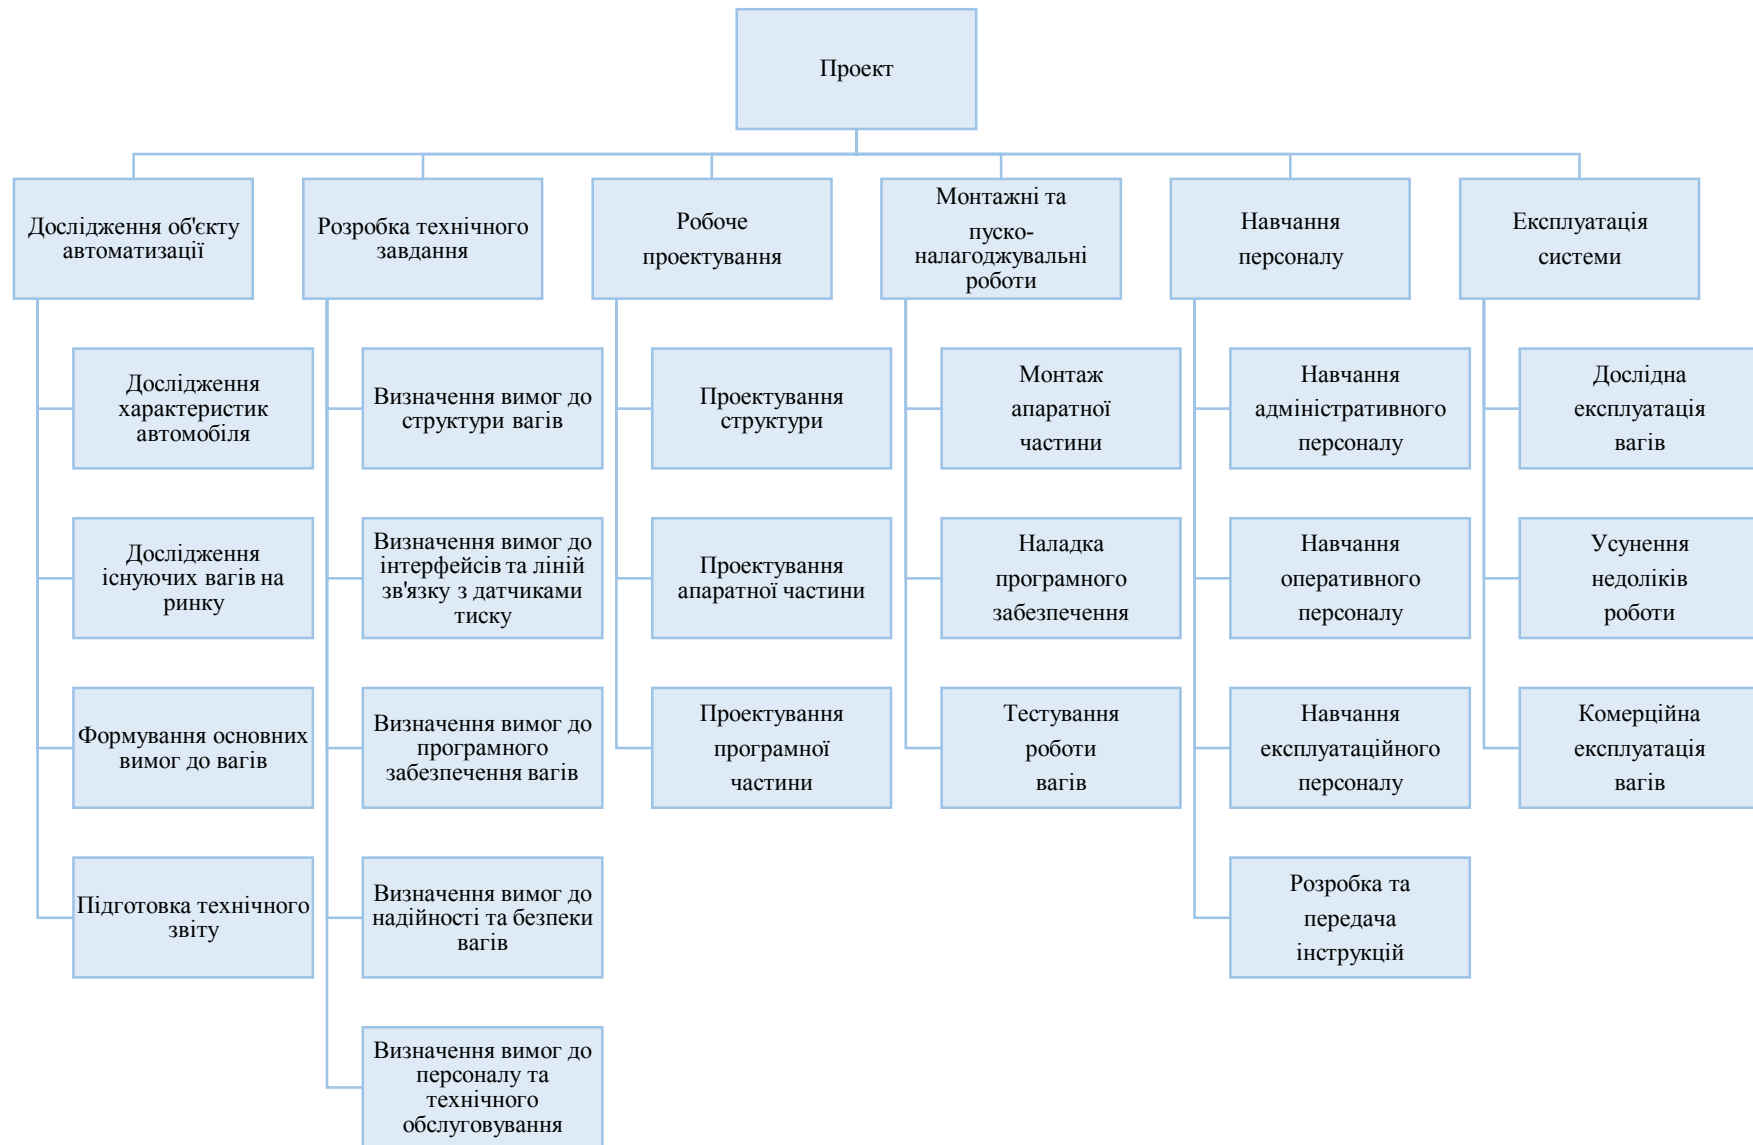 Проект
Дослідження об'єкту
автоматизації
Дослідження
характеристик
автомобіля
Дослідження
існуючих вагів на
ринку
Формування основних
вимог до вагів
Підготовка технічного
звіту
Розробка технічного
завдання
Визначення вимог до
структури вагів
Визначення вимог до
інтерфейсів та ліній
зв'язку з датчиками
тиску
Визначення вимог до
програмного
забезпечення вагів
Визначення вимог до
надійності та безпеки
вагів
Визначення вимог до
персоналу та
технічного
обслуговування
Робоче
проектування
Проектування
структури
Проектування
апаратної частини
Проектування
програмної
частини
Монтажні та
пуско-
налагоджувальні
роботи
Монтаж
апаратної
частини
Наладка
програмного
забезпечення
Тестування
роботи
вагів
Навчання
персоналу
Навчання
адміністративного
персоналу
Навчання
оперативного
персоналу
Навчання
експлуатаційного
персоналу
Розробка та
передача
інструкцій
Експлуатація
системи
Дослідна
експлуатація
вагів
Усунення
недоліків
роботи
Комерційна
експлуатація
вагів